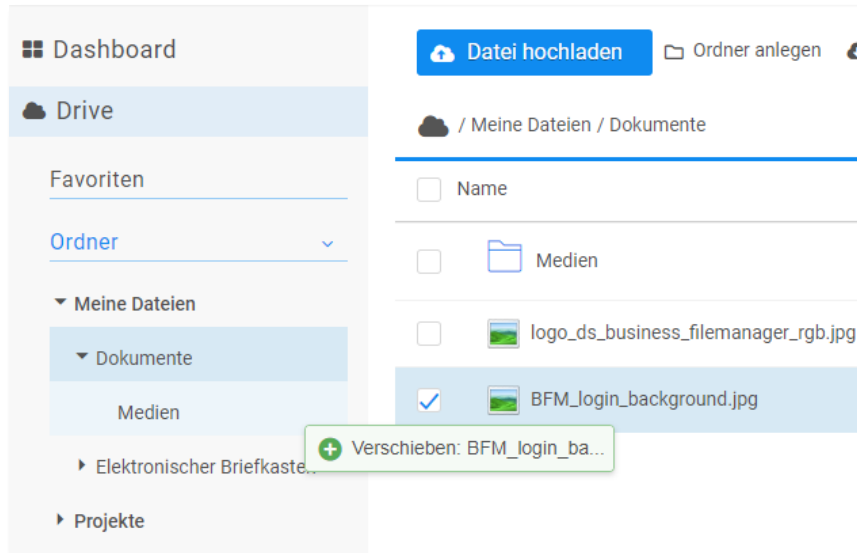 Dashboard
Drive
Favoriten
Ordner
Meine Dateien
Dokumente
Medien
Elektronischer Briefkasten
Projekte
Datei hochladen
Ordner anlegen
/ Meine Dateien / Dokumente
Name
Medien
logo_ds_business_filemanager_rgb.jpg
BFM_login_background.jpg
Verschieben: BFM_login_ba...